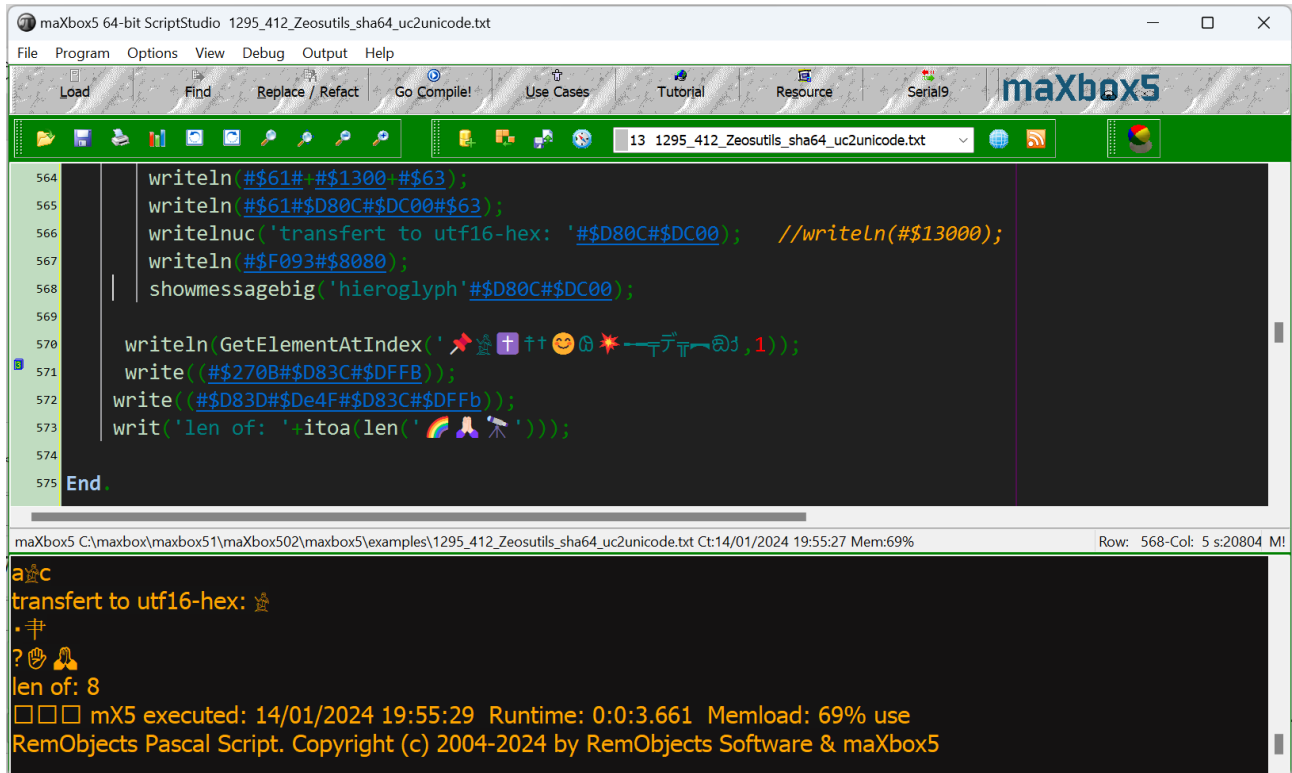 maXbox5 64-bit ScriptStudio 1295_412_Zeosutils_sha64_uc2unicode.txt
File Program Options View Debug Output Help
Load Find Replace / Refact Go Compile! Use Cases Tutorial Resource Serial9 maXbox5
13 1295_412_Zeosutils_sha64_uc2unicode.txt
564 writeln(#$61#+#$1300+#$63);
565 writeln(#$61#$D80C#$DC00#$63);
566 writelnuc('transfert to utf16-hex: '#$D80C#$DC00); //writeln(#$13000);
567 writeln(#$F093#$8080);
568 showmessagebig('hieroglyph'#$D80C#$DC00);
569
570 writeln(GetElementAtIndex('📌𓀀✝️☨†😊
💥╾━╤デ╦︻
,1));
571 write((#$270B#$D83C#$DFFB));
572 write((#$D83D#$De4F#$D83C#$DFFb));
573 writ('len of: '+itoa(len('🌈🙏🏻🔭')));
574
575 End.
maXbox5 C:\maxbox\maxbox51\maXbox502\maxbox5\examples\1295_412_Zeosutils_sha64_uc2unicode.txt Ct:14/01/2024 19:55:27 Mem:69% Row: 568-Col: 5 s:20804 M!
a𓀀c
transfert to utf16-hex: 𓀀
?✋🙏
len of: 8
□□□ mX5 executed: 14/01/2024 19:55:29 Runtime: 0:0:3.661 Memload: 69% use
RemObjects Pascal Script. Copyright (c) 2004-2024 by RemObjects Software & maXbox5